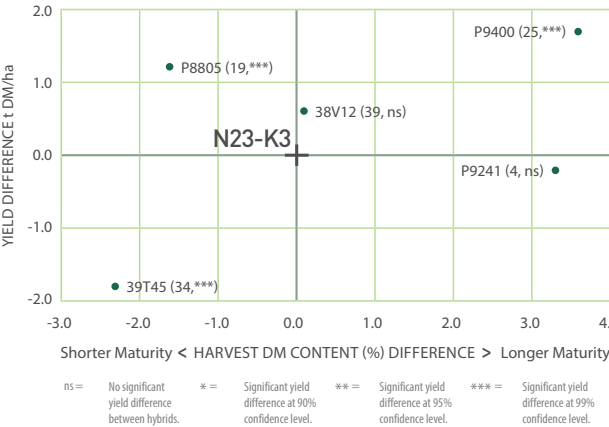 2.0
P9400 (25,***)
P8805 (19,***)
1.0
38V12 (39, ns)
N23-K3
0.0
P9241 (4, ns)
-1.0
39T45 (34,***)
-2.0
YIELD DIFFERENCE t DM/ha
-3.0 -2.0 -1.0 0.0 1.0 2.0 3.0 4.
Shorter Maturity < HARVEST DM CONTENT (%) DIFFERENCE > Longer Maturity
ns = No significant yield difference between hybrids.
* = Significant yield difference at 90% confidence level.
** = Significant yield difference at 95% confidence level.
*** = Significant yield difference at 99% confidence level.